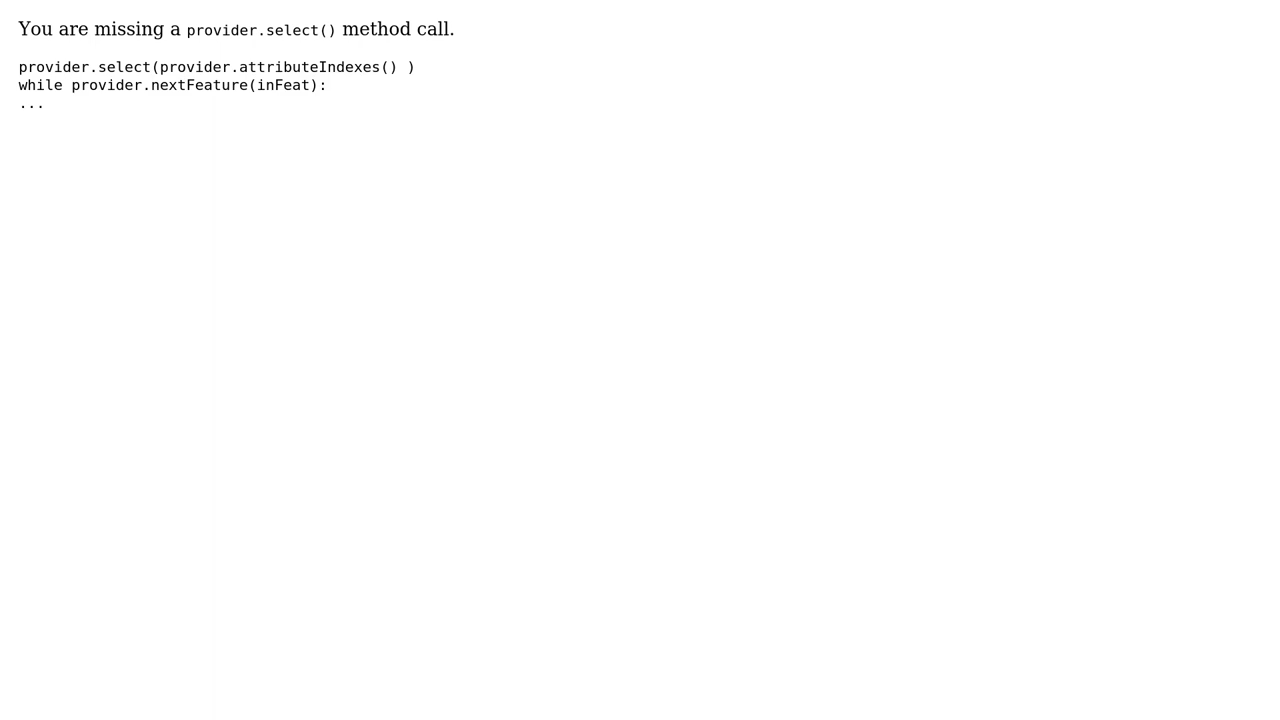 You are missing a provider.select() method call.
provider.select(provider.attributeIndexes() )
while provider.nextFeature(inFeat):
...